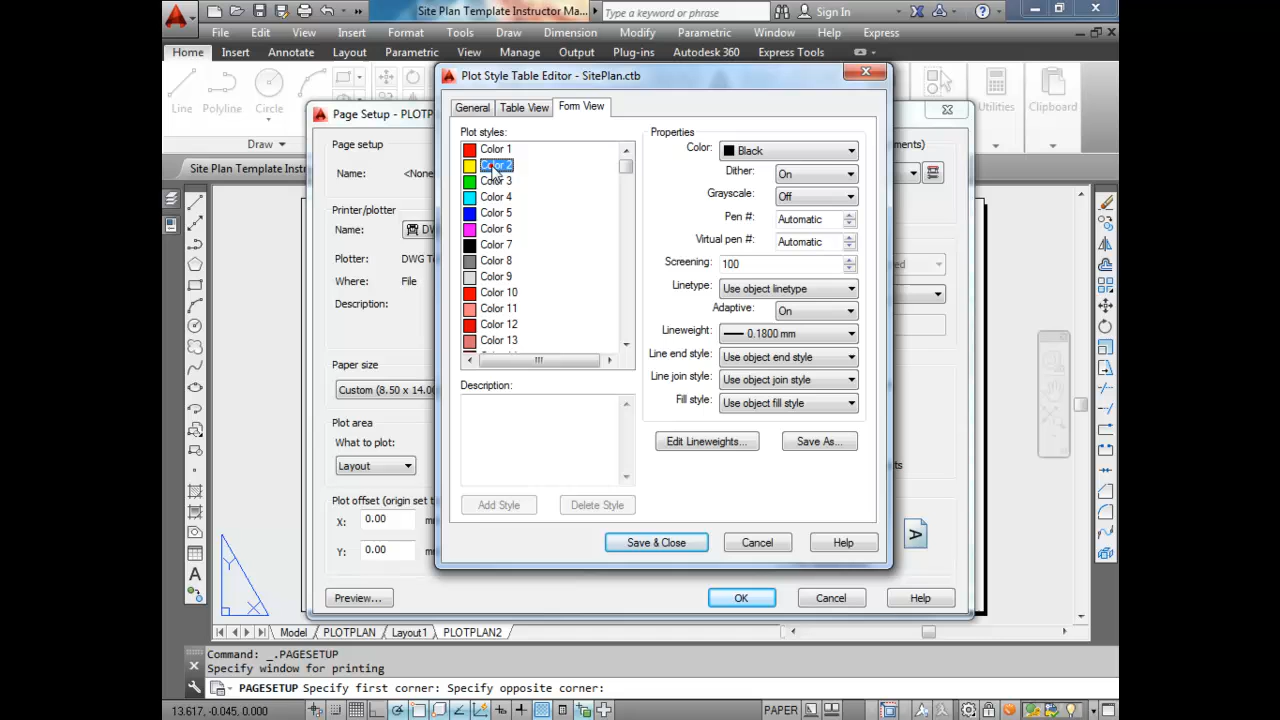 Site Plan Template Instructor Ma...
Type a keyword or phrase
Sign In
File Edit View Insert Format Tools Draw Dimension Modify Parametric Window Help Express
Home Insert Annotate Layout Parametric View Manage Output Plug-ins Autodesk 360 Express Tools
Line Polyline Circle
Utilities Clipboard
Draw
Site Plan Template Instr
Page Setup - PLOTP
Page setup
Name: <None
Printer/plotter
Name: DW
Plotter: DWG To
Where: File
Description:
Paper size
Custom (8.50 x 14.00
Plot area
What to plot:
Layout
Plot offset (origin set t
X: 0.00 m
Y: 0.00 m
Preview... OK Cancel Help
ments)
ed
ts
A
Plot Style Table Editor - SitePlan.ctb
General Table View Form View
Plot styles:
Color 1
Color 2
Color 3
Color 4
Color 5
Color 6
Color 7
Color 8
Color 9
Color 10
Color 11
Color 12
Color 13
Description:
Add Style Delete Style
Properties
Color: Black
Dither: On
Grayscale: Off
Pen #: Automatic
Virtual pen #: Automatic
Screening: 100
Linetype: Use object linetype
Adaptive: On
Lineweight: 0.1800 mm
Line end style: Use object end style
Line join style: Use object join style
Fill style: Use object fill style
Edit Lineweights... Save As...
Save & Close Cancel Help
A
Y
X
Model PLOTPLAN Layout1 PLOTPLAN2
Command: _.PAGESETUP
Specify window for printing
PAGESETUP Specify first corner: Specify opposite corner:
13.617, -0.045, 0.000
PAPER